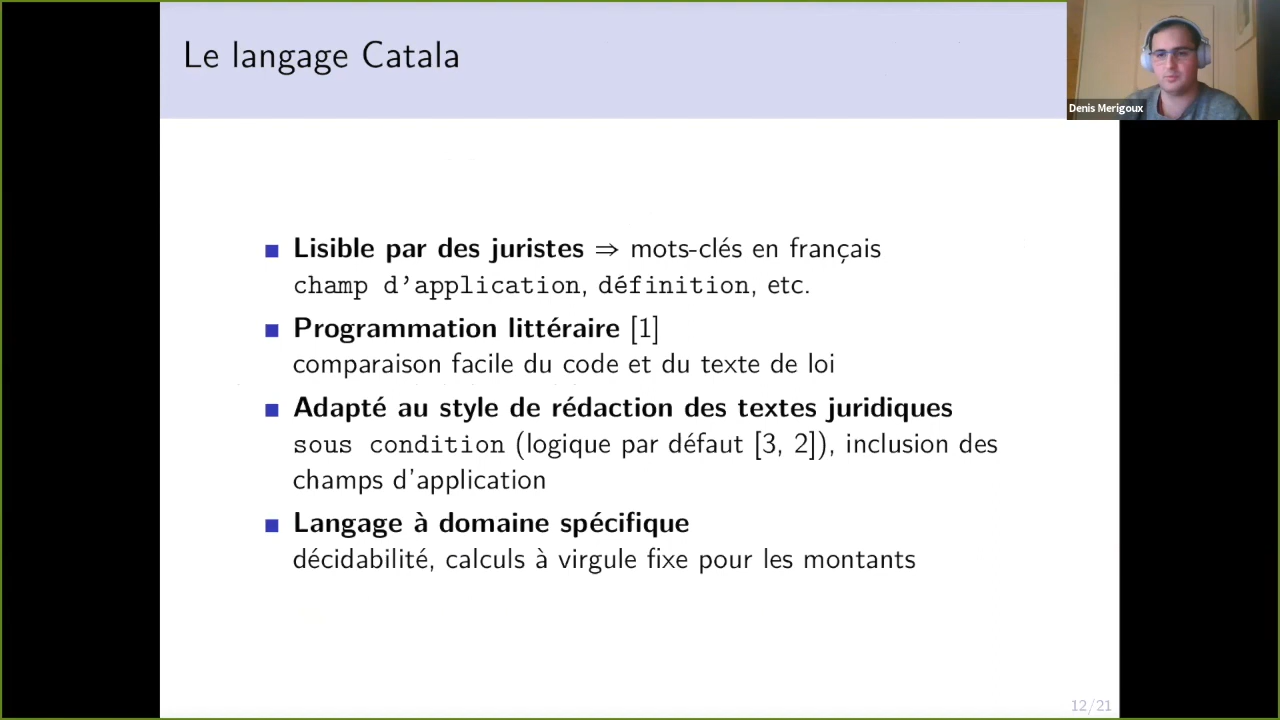 Le langage Catala
Denis Merigoux
■ Lisible par des juristes ⇒ mots-clés en français
champ d'application, définition, etc.
■ Programmation littéraire [1]
comparaison facile du code et du texte de loi
■ Adapté au style de rédaction des textes juridiques
sous condition (logique par défaut [3, 2]), inclusion des
champs d'application
■ Langage à domaine spécifique
décidabilité, calculs à virgule fixe pour les montants
12/21